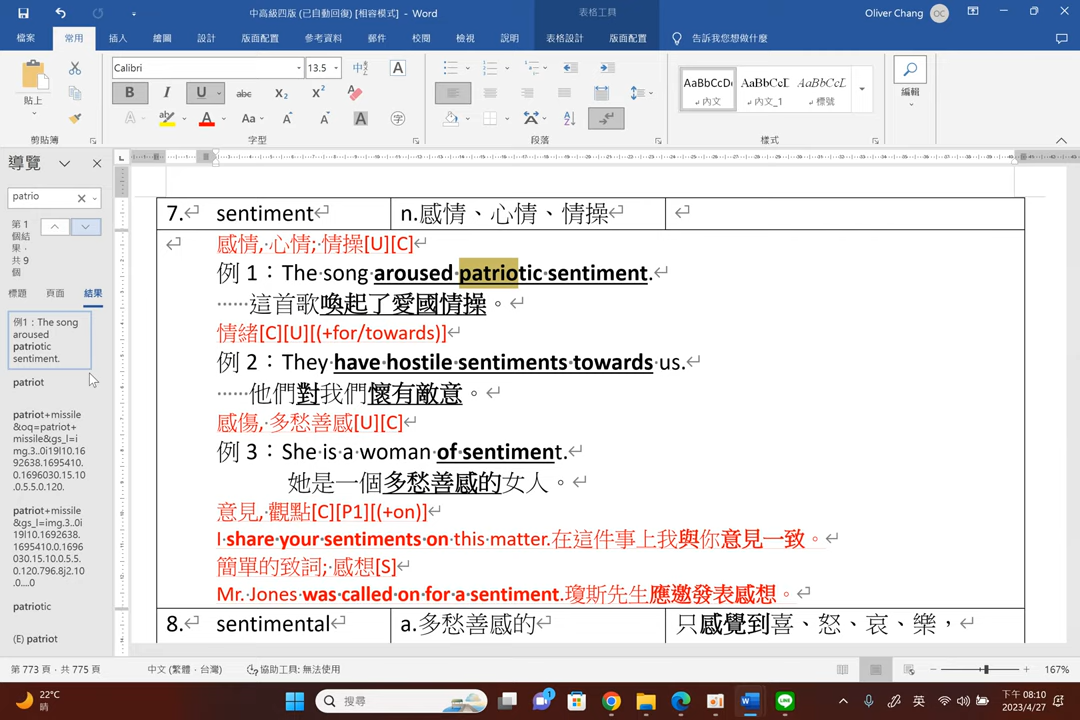 中高級四版 (已自動回復) [相容模式] - Word
表格工具
Oliver Chang
OC
檔案 常用 插入 繪圖 設計 版面配置 參考資料 郵件 校閱 檢視 說明 表格設計 版面配置 告訴我您想做什麼
Calibri 13.5
貼上
B I U abc X₂ X² A Aa A A A 字
AaBbCcD AaBbCcI AaBbCcI
內文 內文_1 標號
編輯
剪貼簿 字型 段落 樣式
導覽
patrio
第 1
個結
果，
共 9
個
標題 頁面 結果
例1：The song
aroused
patriotic
sentiment.
patriot
patriot+missile
&oq=patriot+
missile&gs_l=i
mg.3..0i19l10.16
92638.1695410.
0.1696030.15.10
.0.5.5.0.120.
patriot+missile
&gs_l=img.3..0i
19l10.1692638.
1695410.0.1696
030.15.10.0.5.5.
0.120.796.8j2.10
.0....0
patriotic
(E) patriot
7. sentiment n.感情、心情、情操
感情, 心情; 情操[U][C]
例 1：The song aroused patriotic sentiment.
這首歌喚起了愛國情操。
情緒[C][U][(+for/towards)]
例 2：They have hostile sentiments towards us.
他們對我們懷有敵意。
感傷, 多愁善感[U][C]
例 3：She is a woman of sentiment.
她是一個多愁善感的女人。
意見, 觀點[C][P1][(+on)]
I share your sentiments on this matter.在這件事上我與你意見一致。
簡單的致詞; 感想[S]
Mr. Jones was called on for a sentiment.瓊斯先生應邀發表感想。
8. sentimental a.多愁善感的 只感覺到喜、怒、哀、樂，
第 773 頁，共 775 頁 中文 (繁體，台灣) 協助工具: 無法使用 167%
22°C
晴
搜尋
1
英
下午 08:10
2023/4/27